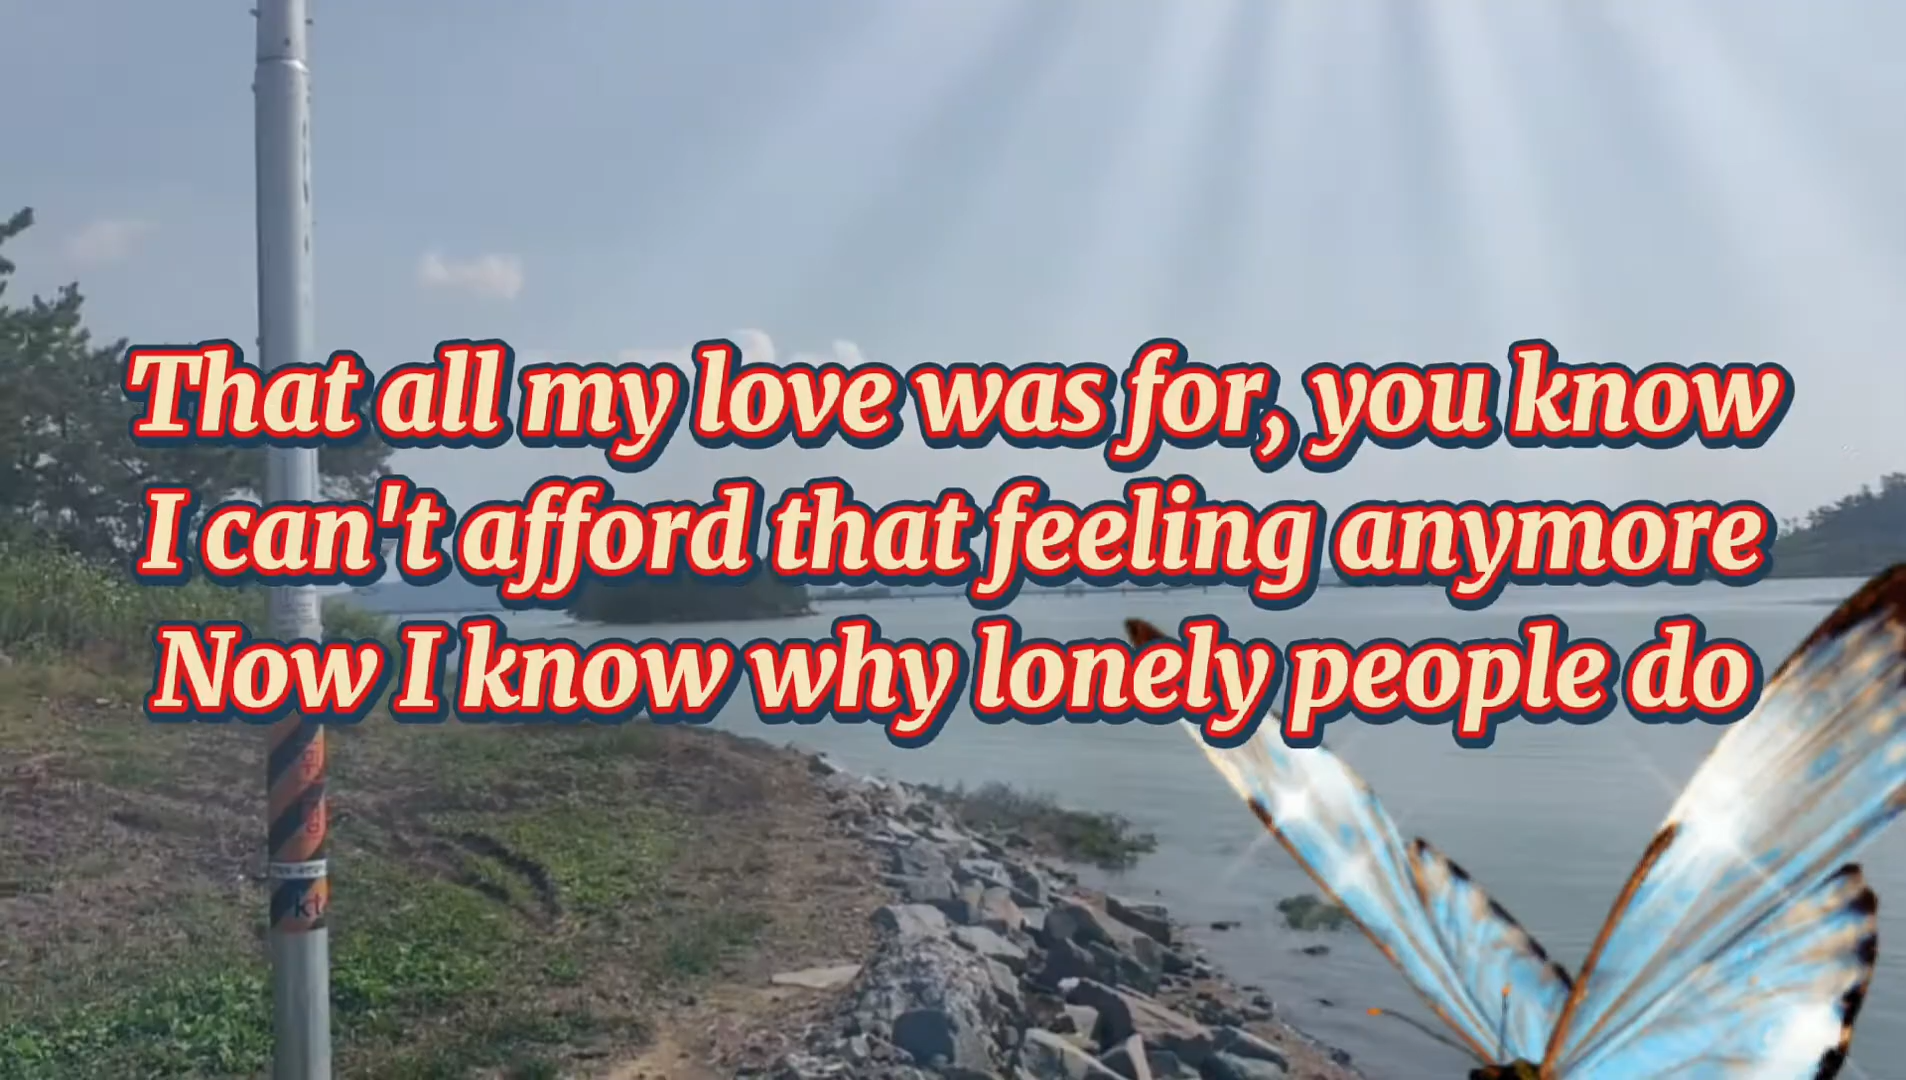 That all my love was for, you know
I can't afford that feeling anymore
Now I know why lonely people do
kt